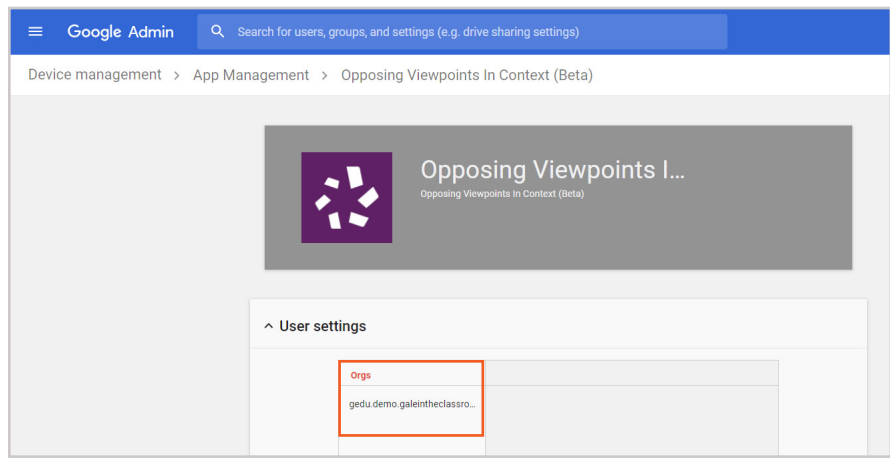 Google Admin Search for users, groups, and settings (e.g. drive sharing settings)
Device management > App Management > Opposing Viewpoints In Context (Beta)
Opposing Viewpoints I...
Opposing Viewpoints In Context (Beta)
User settings
Orgs
gedu.demo.galeintheclassro...